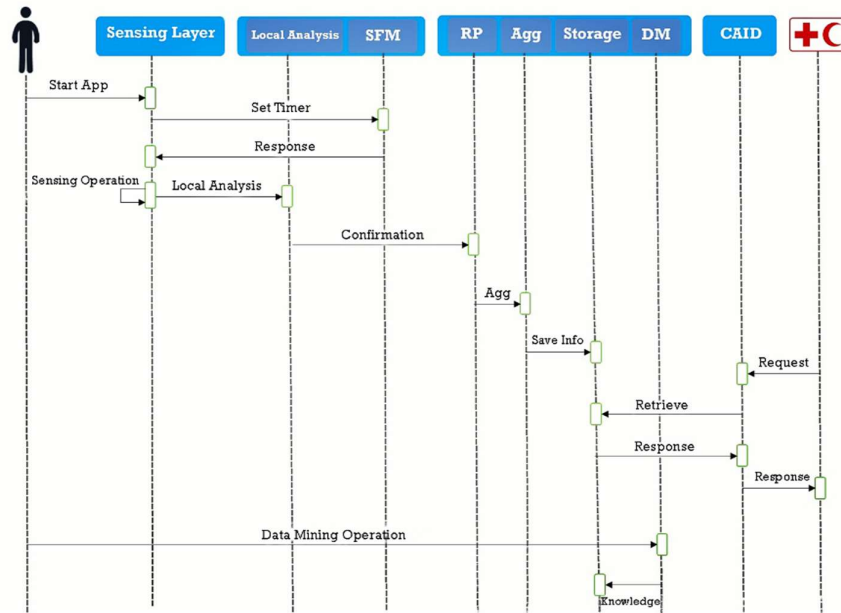 Sensing Layer
Local Analysis
SFM
RP
Agg
Storage
DM
CAID
Start App
Set Timer
Response
Sensing Operation
Local Analysis
Confirmation
Agg
Save Info
Request
Retrieve
Response
Response
Data Mining Operation
Knowledge